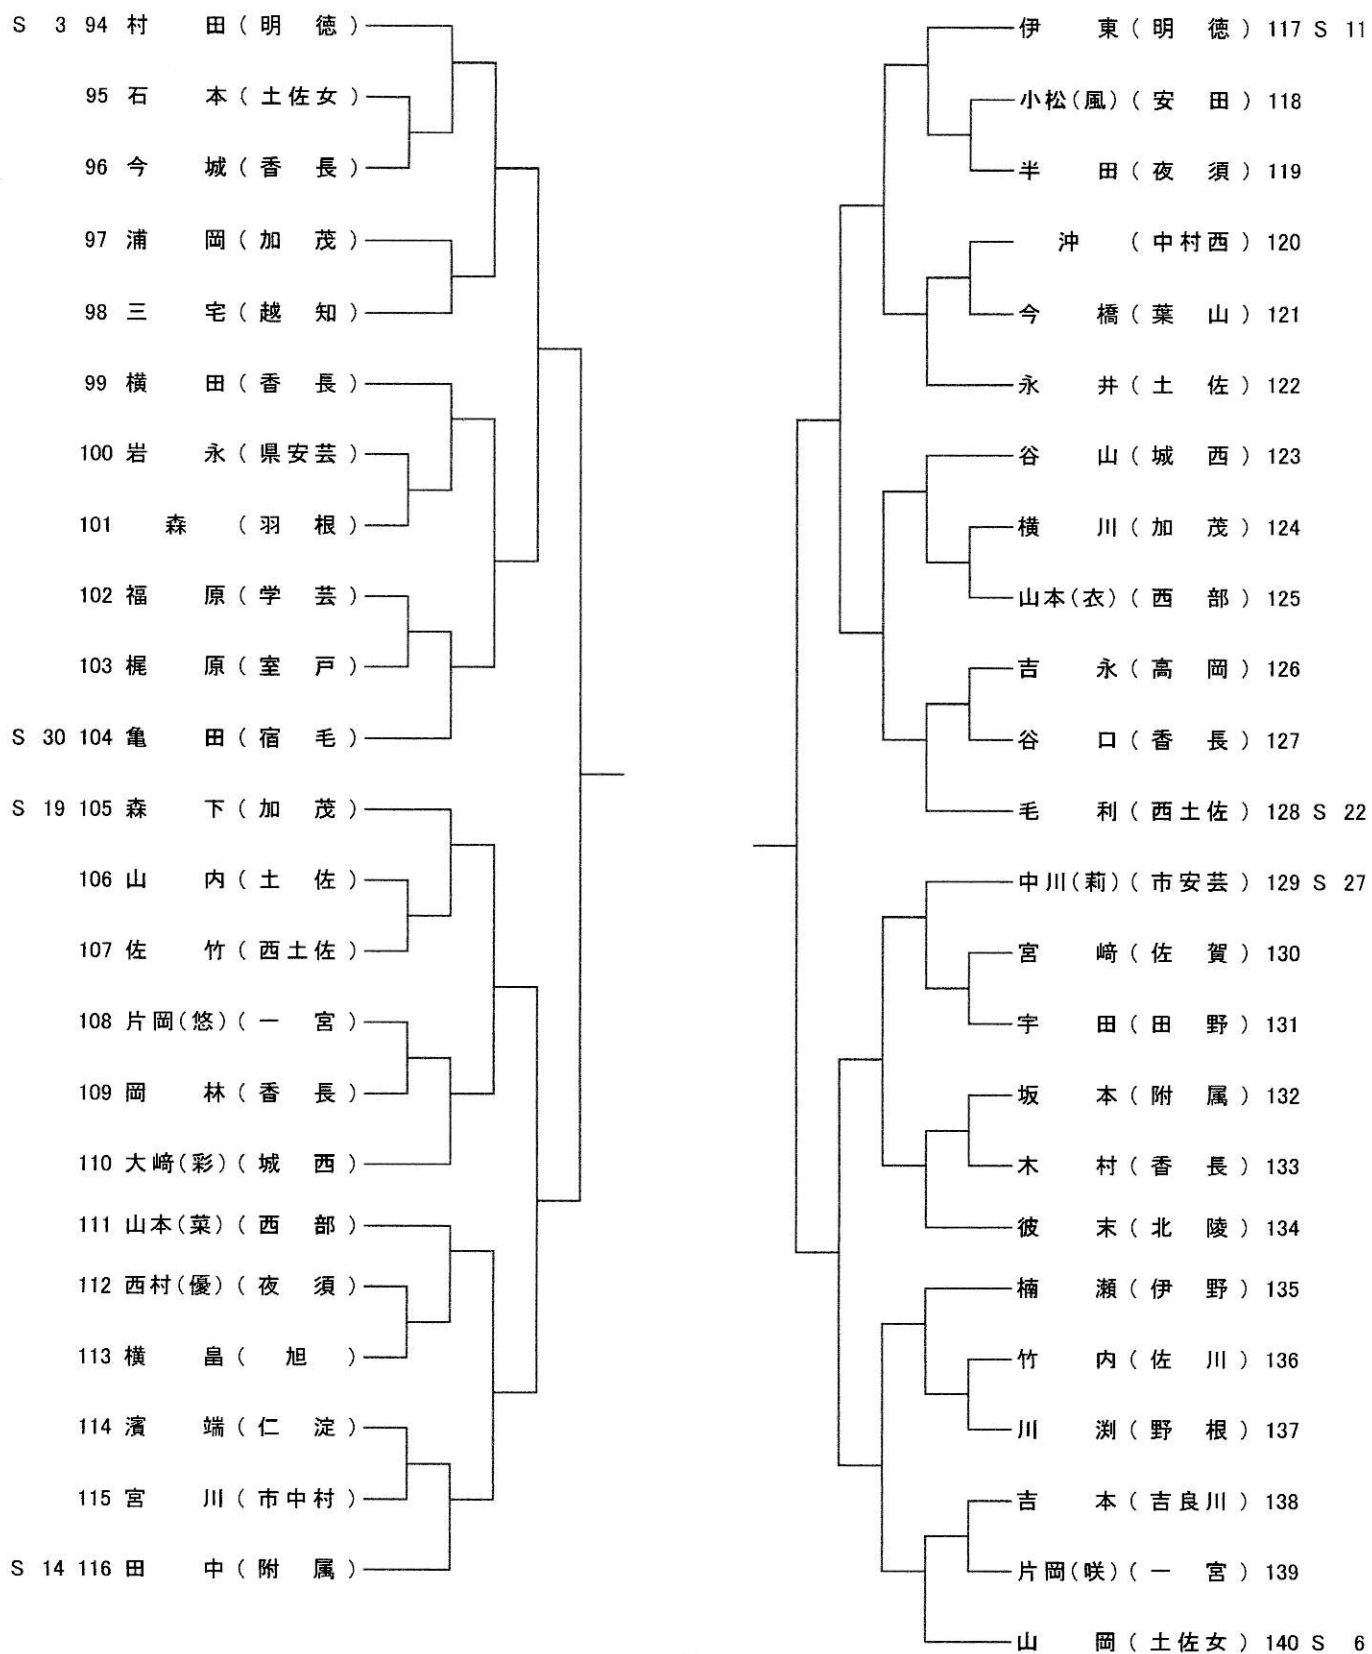 S 3 94 村 田 ( 明 徳 )
95 石 本 ( 土佐女 )
96 今 城 ( 香 長 )
97 浦 岡 ( 加 茂 )
98 三 宅 ( 越 知 )
99 横 田 ( 香 長 )
100 岩 永 ( 県安芸 )
101 森 ( 羽 根 )
102 福 原 ( 学 芸 )
103 梶 原 ( 室 戸 )
S 30 104 亀 田 ( 宿 毛 )
S 19 105 森 下 ( 加 茂 )
106 山 内 ( 土 佐 )
107 佐 竹 ( 西土佐 )
108 片岡(悠) ( 一 宮 )
109 岡 林 ( 香 長 )
110 大﨑(彩) ( 城 西 )
111 山本(菜) ( 西 部 )
112 西村(優) ( 夜 須 )
113 横 畠 ( 旭 )
114 濱 端 ( 仁 淀 )
115 宮 川 ( 市中村 )
S 14 116 田 中 ( 附 属 )
伊 東 ( 明 徳 ) 117 S 11
小松(風) ( 安 田 ) 118
半 田 ( 夜 須 ) 119
沖 ( 中村西 ) 120
今 橋 ( 葉 山 ) 121
永 井 ( 土 佐 ) 122
谷 山 ( 城 西 ) 123
横 川 ( 加 茂 ) 124
山本(衣) ( 西 部 ) 125
吉 永 ( 高 岡 ) 126
谷 口 ( 香 長 ) 127
毛 利 ( 西土佐 ) 128 S 22
中川(莉) ( 市安芸 ) 129 S 27
宮 﨑 ( 佐 賀 ) 130
宇 田 ( 田 野 ) 131
坂 本 ( 附 属 ) 132
木 村 ( 香 長 ) 133
彼 末 ( 北 陵 ) 134
楠 瀬 ( 伊 野 ) 135
竹 内 ( 佐 川 ) 136
川 渕 ( 野 根 ) 137
吉 本 ( 吉良川 ) 138
片岡(咲) ( 一 宮 ) 139
山 岡 ( 土佐女 ) 140 S 6